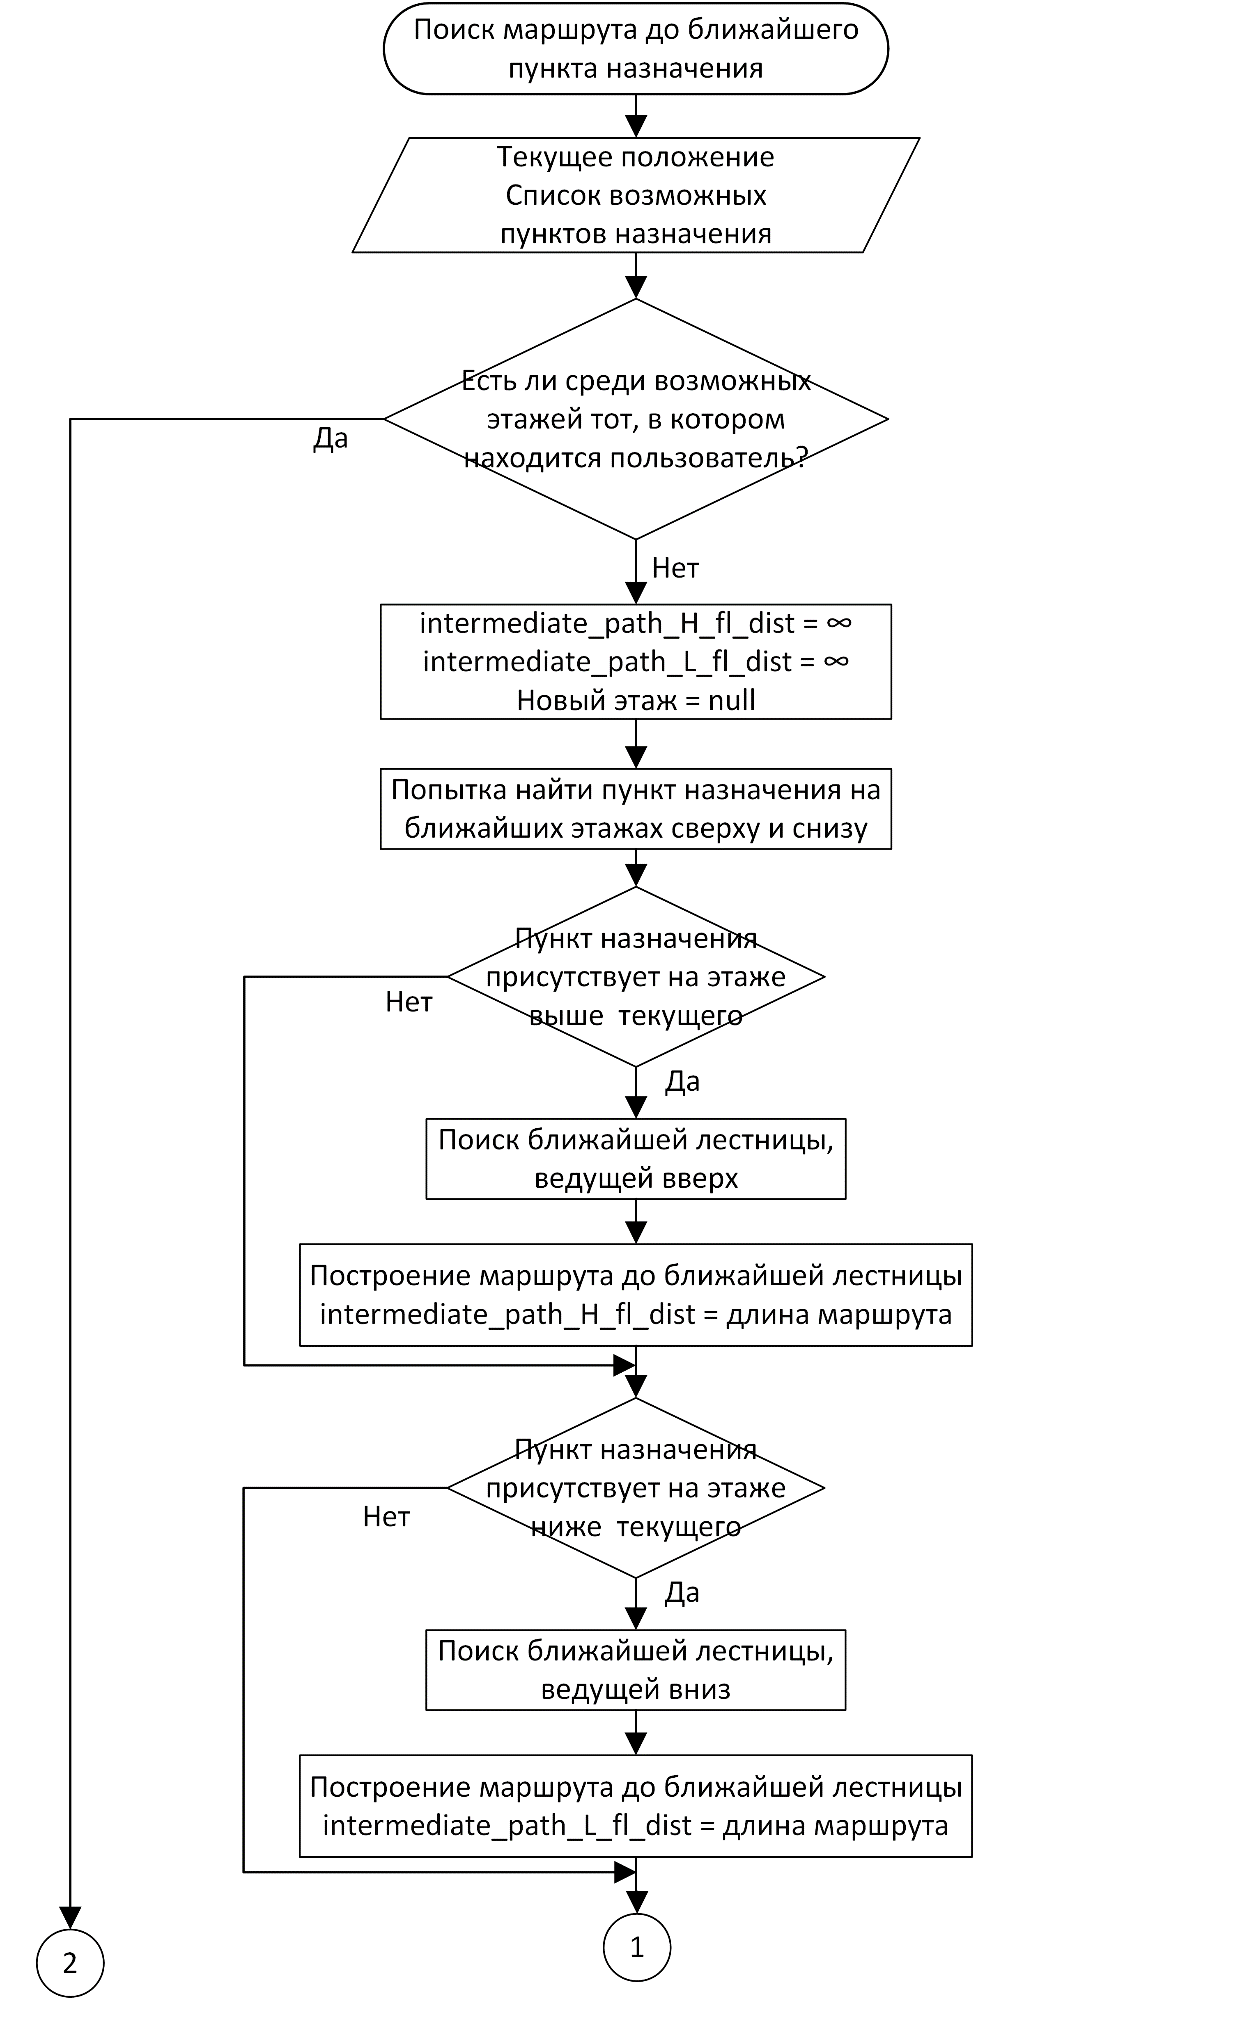 Поиск маршрута до ближайшего
пункта назначения
Текущее положение
Список возможных
пунктов назначения
Есть ли среди возможных
этажей тот, в котором
находится пользователь?
Да
Нет
intermediate_path_H_fl_dist = ∞
intermediate_path_L_fl_dist = ∞
Новый этаж = null
Попытка найти пункт назначения на
ближайших этажах сверху и снизу
Пункт назначения
присутствует на этаже
выше  текущего
Нет
Да
Поиск ближайшей лестницы,
ведущей вверх
Построение маршрута до ближайшей лестницы
intermediate_path_H_fl_dist = длина маршрута
Пункт назначения
присутствует на этаже
ниже  текущего
Нет
Да
Поиск ближайшей лестницы,
ведущей вниз
Построение маршрута до ближайшей лестницы
intermediate_path_L_fl_dist = длина маршрута
2
1